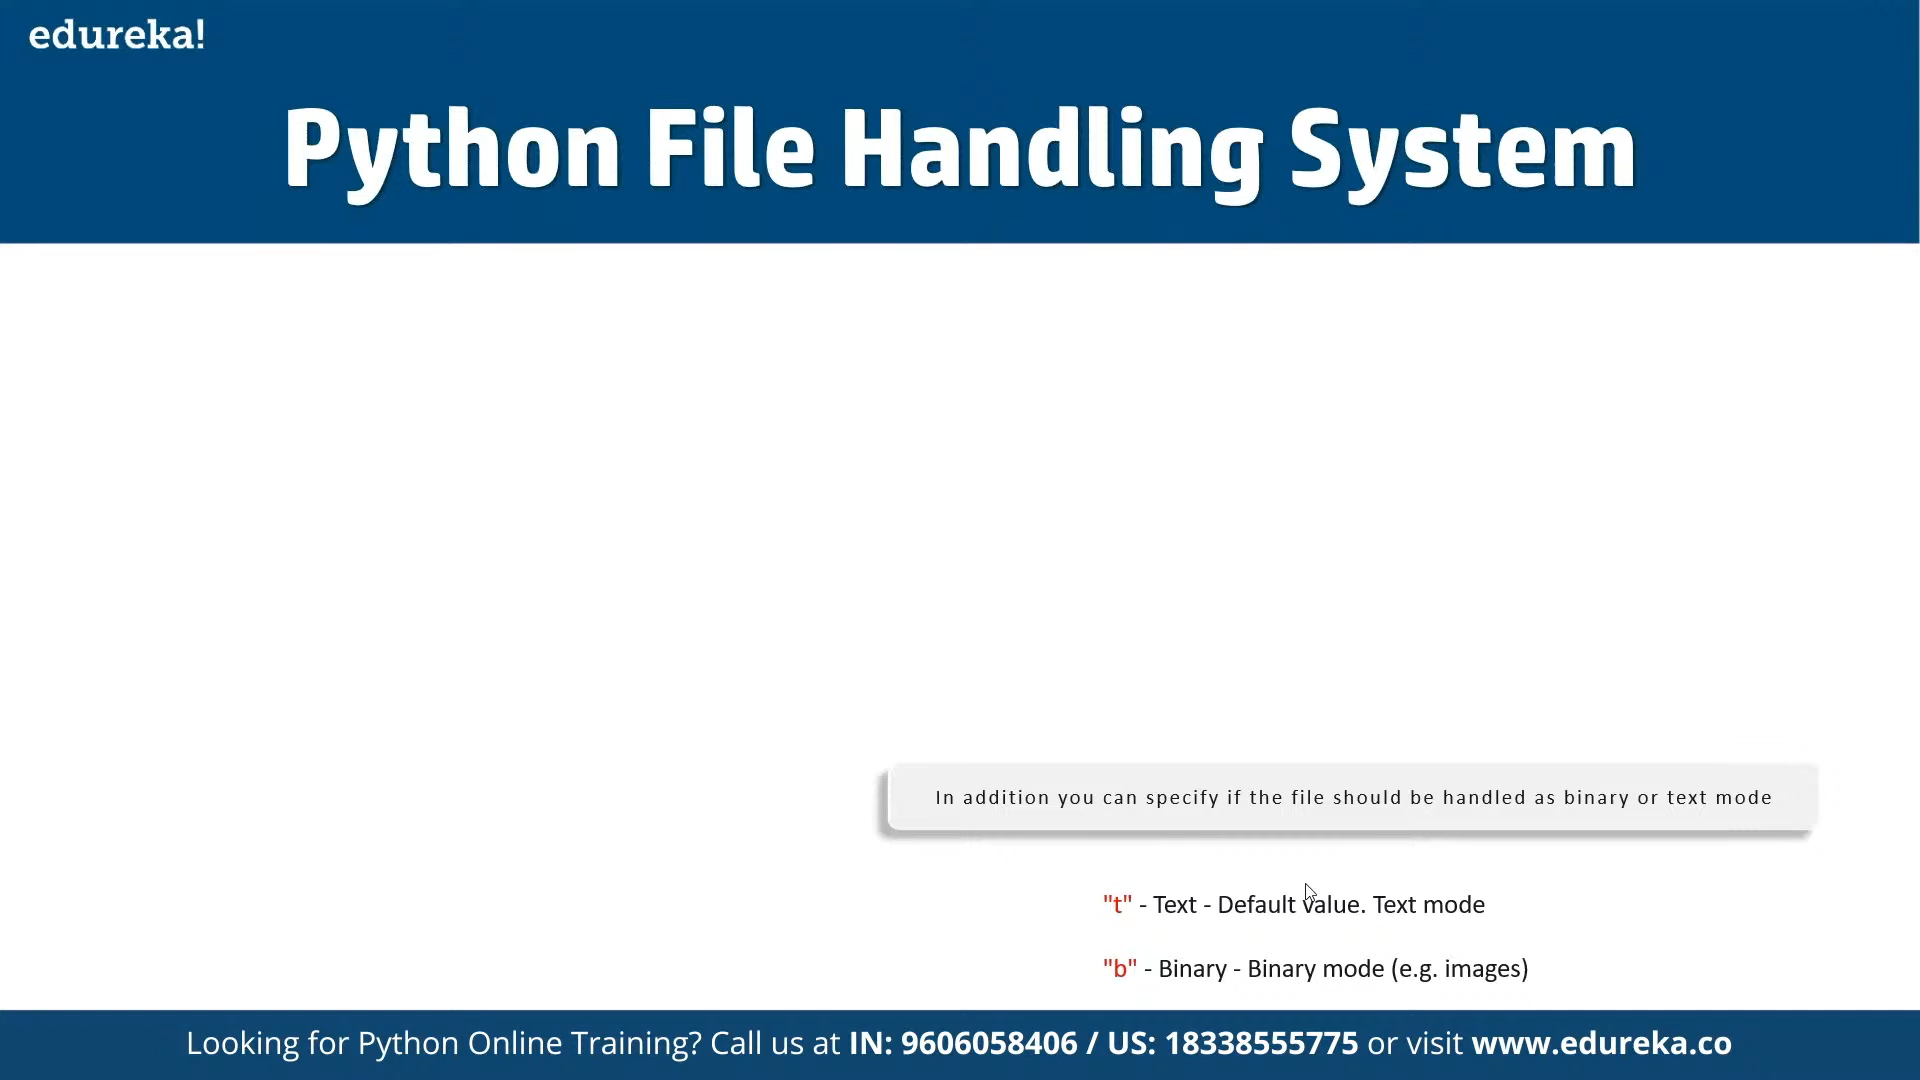 edureka!
Python File Handling System
In addition you can specify if the file should be handled as binary or text mode
"t" - Text - Default value. Text mode
"b" - Binary - Binary mode (e.g. images)
Looking for Python Online Training? Call us at IN: 9606058406 / US: 18338555775 or visit www.edureka.co